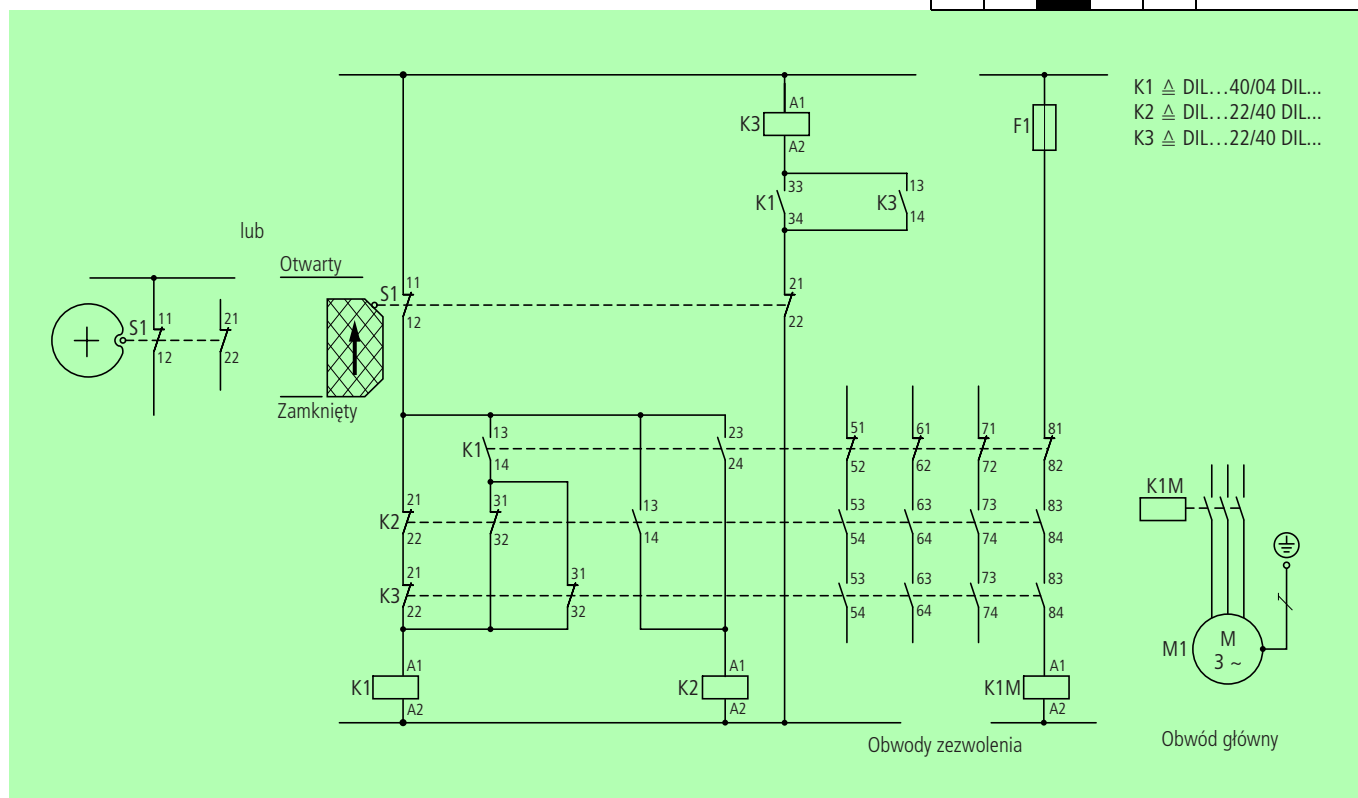 K1 ≙ DIL…40/04 DIL...
K2 ≙ DIL…22/40 DIL...
K3 ≙ DIL…22/40 DIL...
A1
K3
A2
F1
33 13
K1 K3
34 14
lub
Otwarty
11 21
S1
12 22
11 21
S1
12 22
Zamknięty
13 23 51 61 71 81
K1
14 24 52 62 72 82
21 31 13 53 63 73 83
K2
22 32 14 54 64 74 84
21 31 53 63 73 83
K3
22 32 54 64 74 84
A1 A1 A1
K1 K2 K1M
A2 A2 A2
K1M
M1 M
3 ~
Obwody zezwolenia
Obwód główny